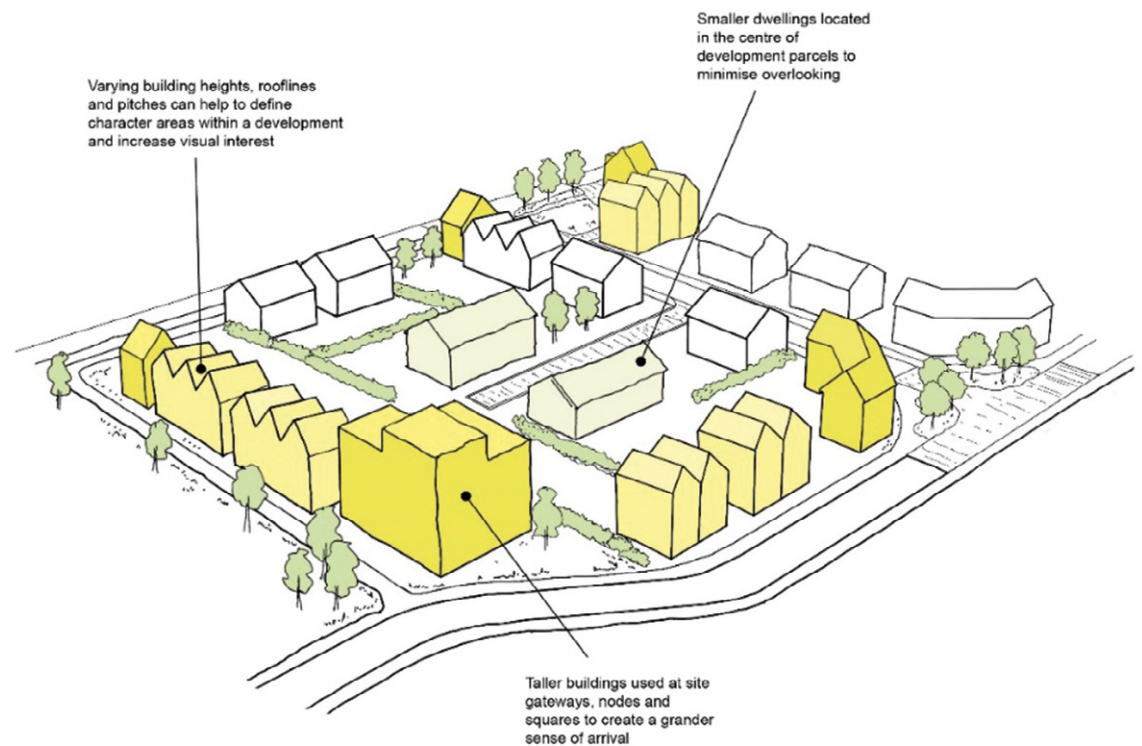 Smaller dwellings located
in the centre of
development parcels to
minimise overlooking
Varying building heights, rooflines
and pitches can help to define
character areas within a development
and increase visual interest
Taller buildings used at site
gateways, nodes and
squares to create a grander
sense of arrival